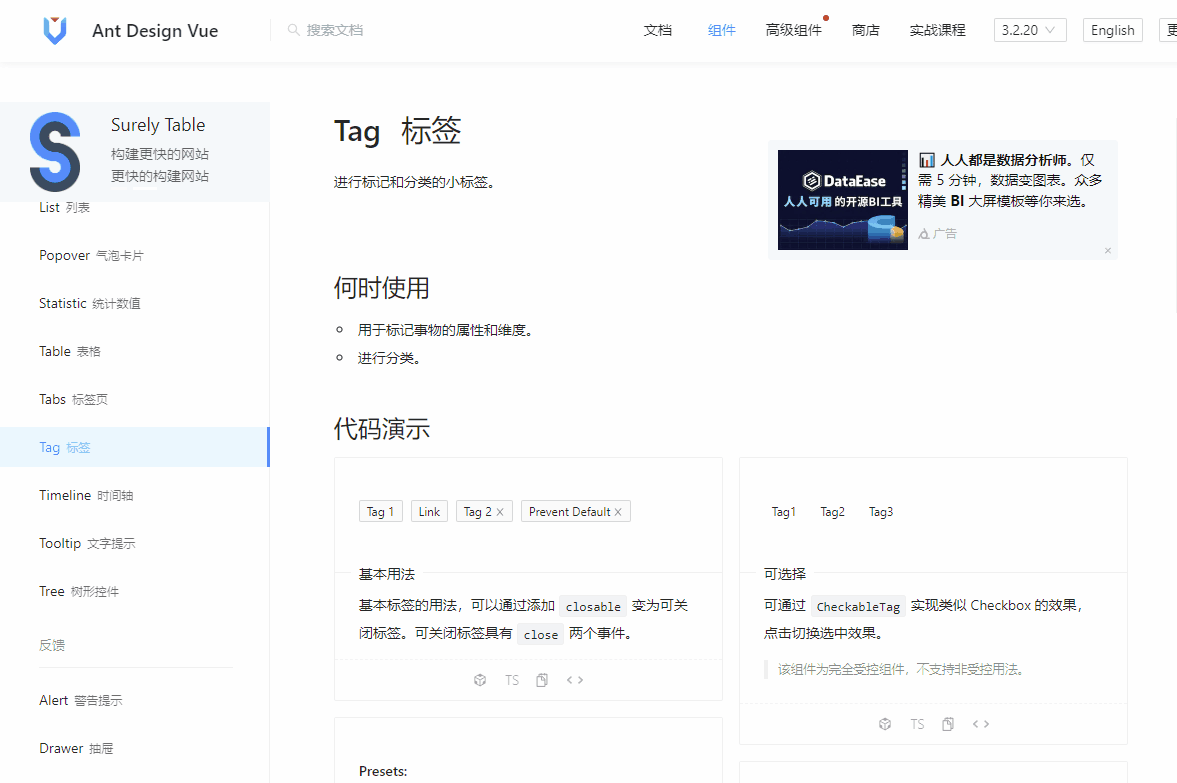 Ant Design Vue
搜索文档
文档
组件
高级组件
商店
实战课程
3.2.20
English
更
Surely Table
构建更快的网站
更快的构建网站
List 列表
Popover 气泡卡片
Statistic 统计数值
Table 表格
Tabs 标签页
Tag 标签
Timeline 时间轴
Tooltip 文字提示
Tree 树形控件
反馈
Alert 警告提示
Drawer 抽屉
Tag 标签
进行标记和分类的小标签。
DataEase
人人可用的开源BI工具
人人都是数据分析师。仅
需 5 分钟，数据变图表。众多
精美 BI 大屏模板等你来选。
广告
×
何时使用
用于标记事物的属性和维度。
进行分类。
代码演示
Tag 1 Link Tag 2 × Prevent Default ×
基本用法
基本标签的用法，可以通过添加 closable 变为可关
闭标签。可关闭标签具有 close 两个事件。
TS
Presets:
Tag1 Tag2 Tag3
可选择
可通过 CheckableTag 实现类似 Checkbox 的效果，
点击切换选中效果。
该组件为完全受控组件，不支持非受控用法。
TS